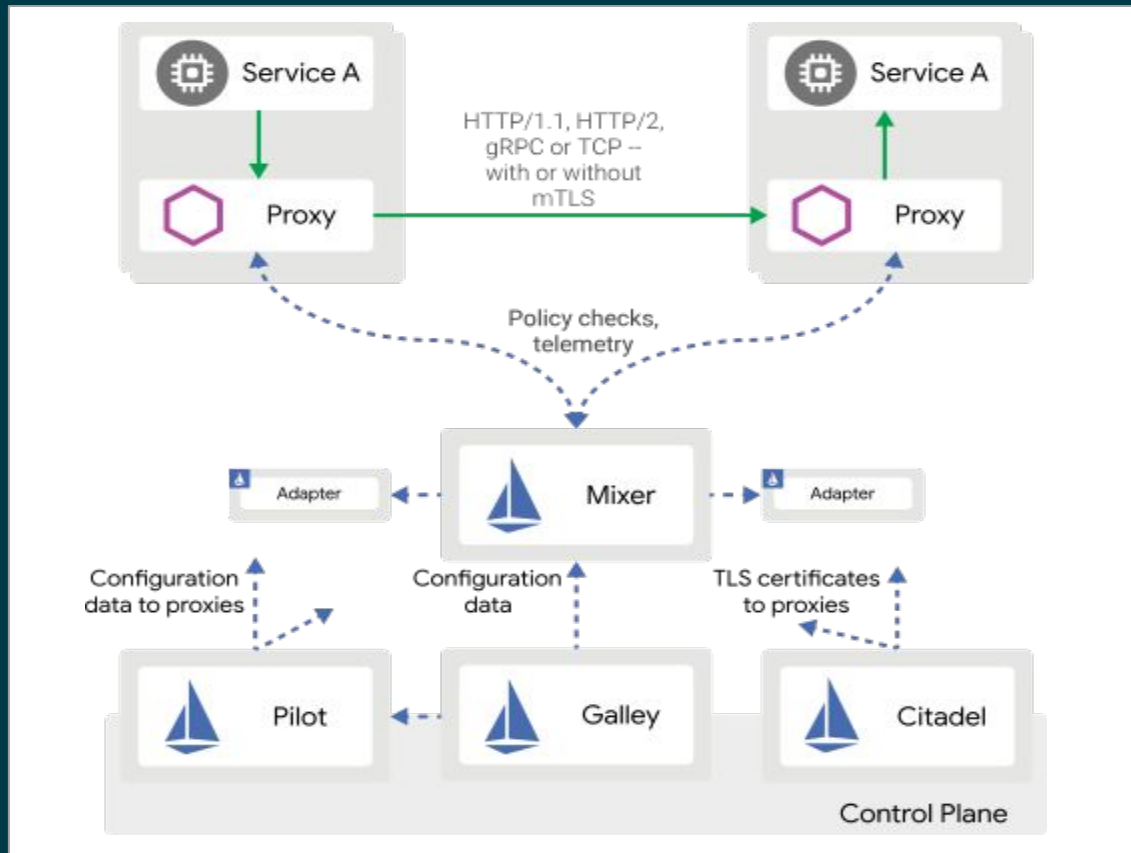 Service A
Service A
HTTP/1.1, HTTP/2,
gRPC or TCP --
with or without
mTLS
Proxy
Proxy
Policy checks,
telemetry
Adapter
Mixer
Adapter
Configuration
data to proxies
Configuration
data
TLS certificates
to proxies
Pilot
Galley
Citadel
Control Plane